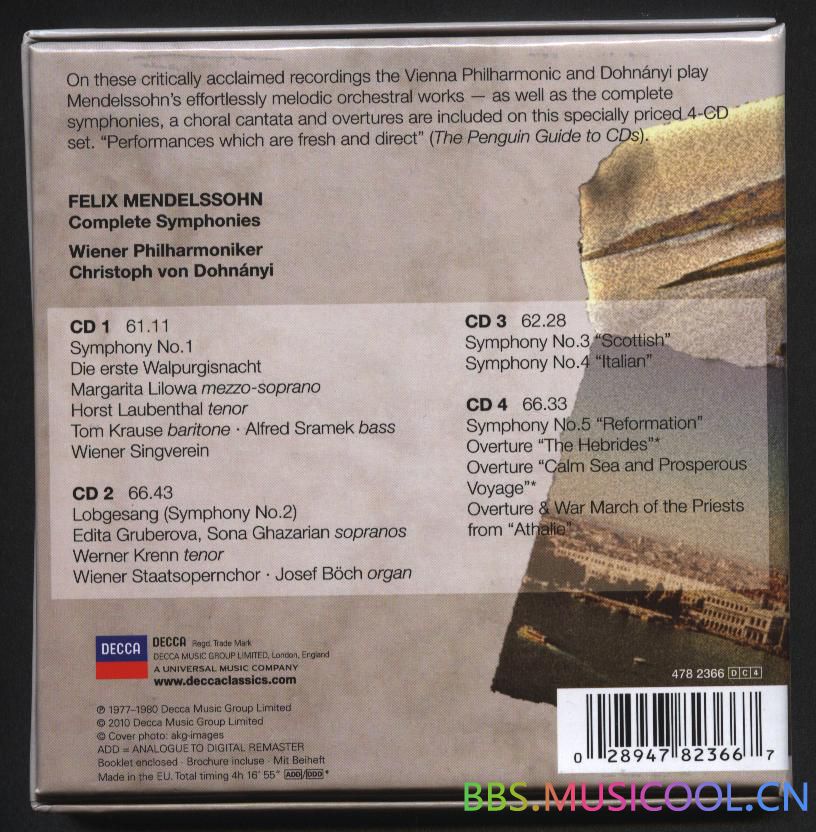 On these critically acclaimed recordings the Vienna Philharmonic and Dohnányi play
Mendelssohn's effortlessly melodic orchestral works — as well as the complete
symphonies, a choral cantata and overtures are included on this specially priced 4-CD
set. “Performances which are fresh and direct” (The Penguin Guide to CDs).
FELIX MENDELSSOHN
Complete Symphonies
Wiener Philharmoniker
Christoph von Dohnányi
CD 1 61.11
Symphony No.1
Die erste Walpurgisnacht
Margarita Lilowa mezzo-soprano
Horst Laubenthal tenor
Tom Krause baritone · Alfred Sramek bass
Wiener Singverein
CD 2 66.43
Lobgesang (Symphony No.2)
Edita Gruberova, Sona Ghazarian sopranos
Werner Krenn tenor
Wiener Staatsopernchor · Josef Böch organ
CD 3 62.28
Symphony No.3 “Scottish”
Symphony No.4 “Italian”
CD 4 66.33
Symphony No.5 “Reformation”
Overture “The Hebrides”*
Overture “Calm Sea and Prosperous
Voyage”*
Overture & War March of the Priests
from “Athalie”
DECCA
DECCA Regd. Trade Mark
DECCA MUSIC GROUP LIMITED, London, England
A UNIVERSAL MUSIC COMPANY
www.deccaclassics.com
℗ 1977–1980 Decca Music Group Limited
© 2010 Decca Music Group Limited
© Cover photo: akg-images
ADD = ANALOGUE TO DIGITAL REMASTER
Booklet enclosed · Brochure incluse · Mit Beiheft
Made in the EU. Total timing 4h 16' 55" ADD/DDD*
478 2366 DC4
0 28947 82366 7
BBS.MUSICOOL.CN